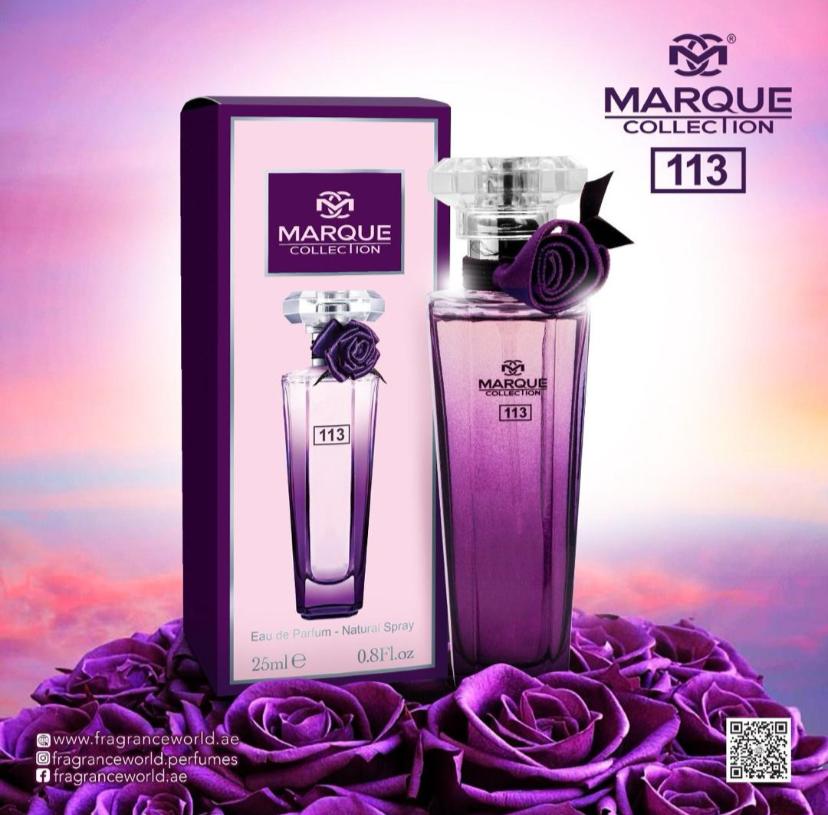 MARQUE
COLLECTION
113
MARQUE
COLLECTION
113
Eau de Parfum - Natural Spray
25ml ℮ 0.8Fl.oz
MARQUE
COLLECTION
113
www.fragranceworld.ae
fragranceworld.perfumes
fragranceworld.ae